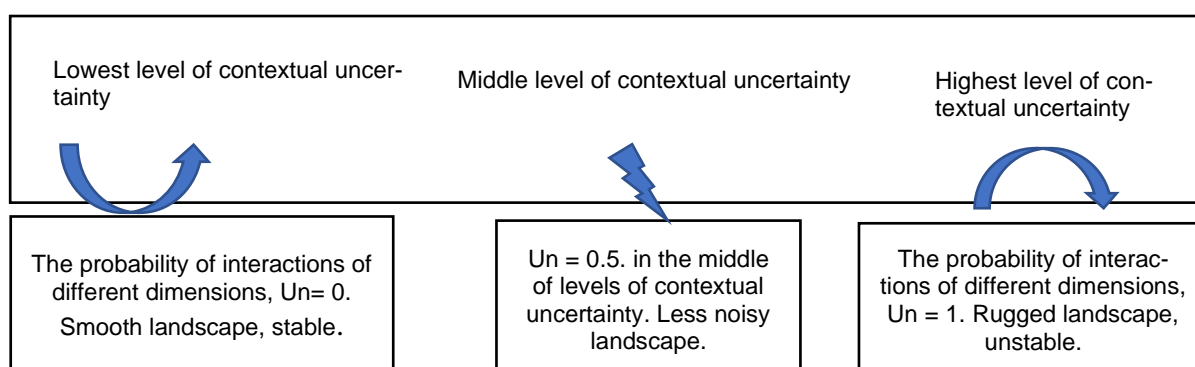 Lowest level of contextual uncer-
tainty
Middle level of contextual uncertainty
Highest level of con-
textual uncertainty
The probability of interactions of
different dimensions, Un= 0.
Smooth landscape, stable.
Un = 0.5. in the middle
of levels of contextual
uncertainty. Less noisy
landscape.
The probability of interac-
tions of different dimensions,
Un = 1. Rugged landscape,
unstable.